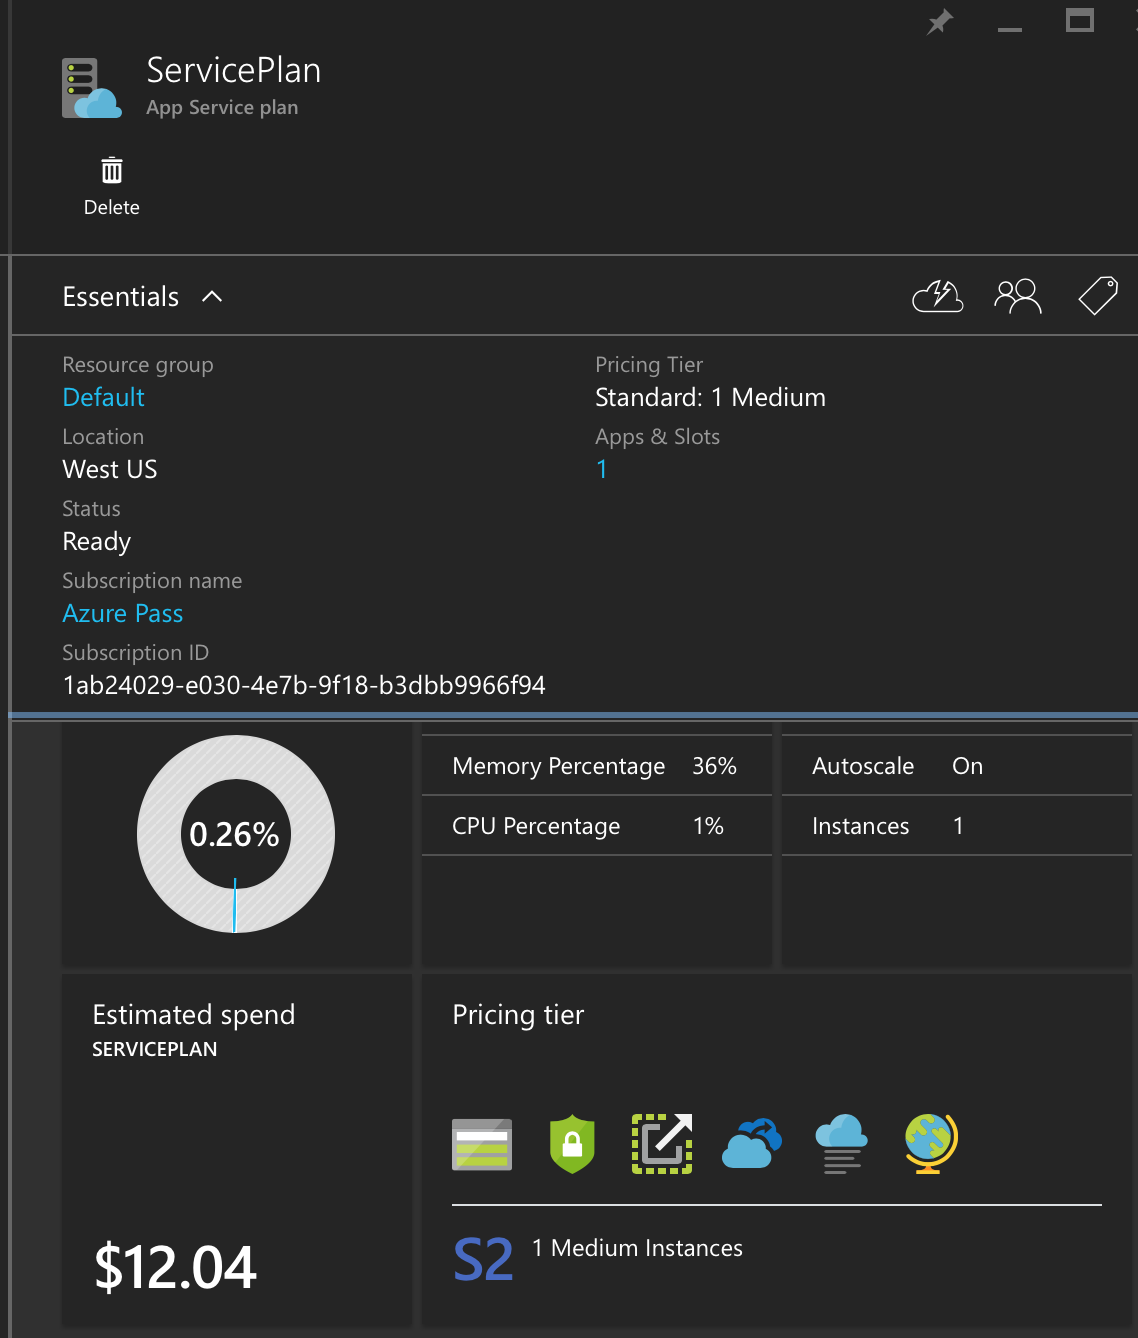 ServicePlan
App Service plan
Delete
Essentials
Resource group
Default
Location
West US
Status
Ready
Subscription name
Azure Pass
Subscription ID
1ab24029-e030-4e7b-9f18-b3dbb9966f94
Pricing Tier
Standard: 1 Medium
Apps & Slots
1
0.26%
Memory Percentage 36%
CPU Percentage 1%
Autoscale On
Instances 1
Estimated spend
SERVICEPLAN
$12.04
Pricing tier
S2 1 Medium Instances